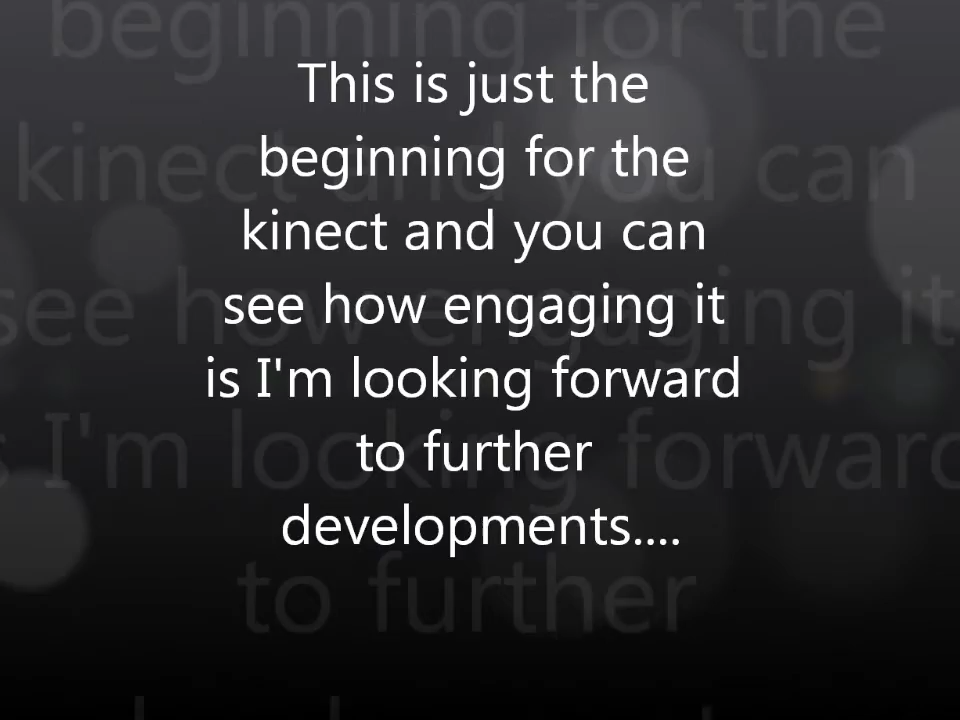 This is just the
beginning for the
kinect and you can
see how engaging it
is I'm looking forward
to further
developments....